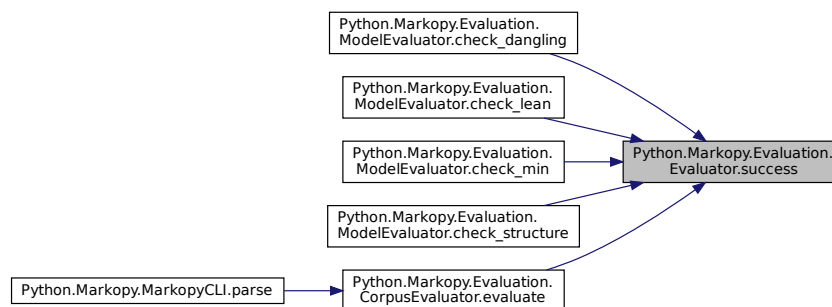 Python.Markopy.Evaluation.
ModelEvaluator.check_dangling
Python.Markopy.Evaluation.
ModelEvaluator.check_lean
Python.Markopy.Evaluation.
ModelEvaluator.check_min
Python.Markopy.Evaluation.
Evaluator.success
Python.Markopy.Evaluation.
ModelEvaluator.check_structure
Python.Markopy.MarkopyCLI.parse
Python.Markopy.Evaluation.
CorpusEvaluator.evaluate